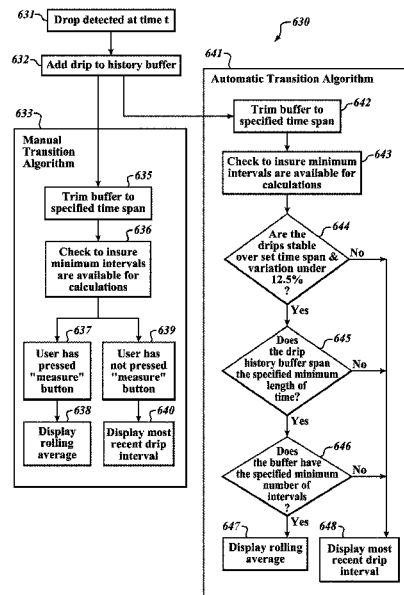 631
Drop detected at time t
630
632
Add drip to history buffer
641
Automatic Transition Algorithm
633
Manual
Transition
Algorithm
635
Trim buffer to
specified time span
636
Check to insure
minimum intervals
are available for
calculations
637
User has
pressed
"measure"
button
639
User has
not pressed
"measure"
button
638
Display
rolling
average
640
Display most
recent drip
interval
642
Trim buffer to
specified time span
643
Check to insure minimum
intervals are available for
calculations
644
Are the
drips stable
over set time span &
variation under
12.5%
?
No
Yes
645
Does
the drip
history buffer span
the specified minimum
length of
time?
No
Yes
646
Does
the buffer have
the specified minimum
number of
intervals
?
No
Yes
647
Display rolling
average
648
Display most
recent drip
interval